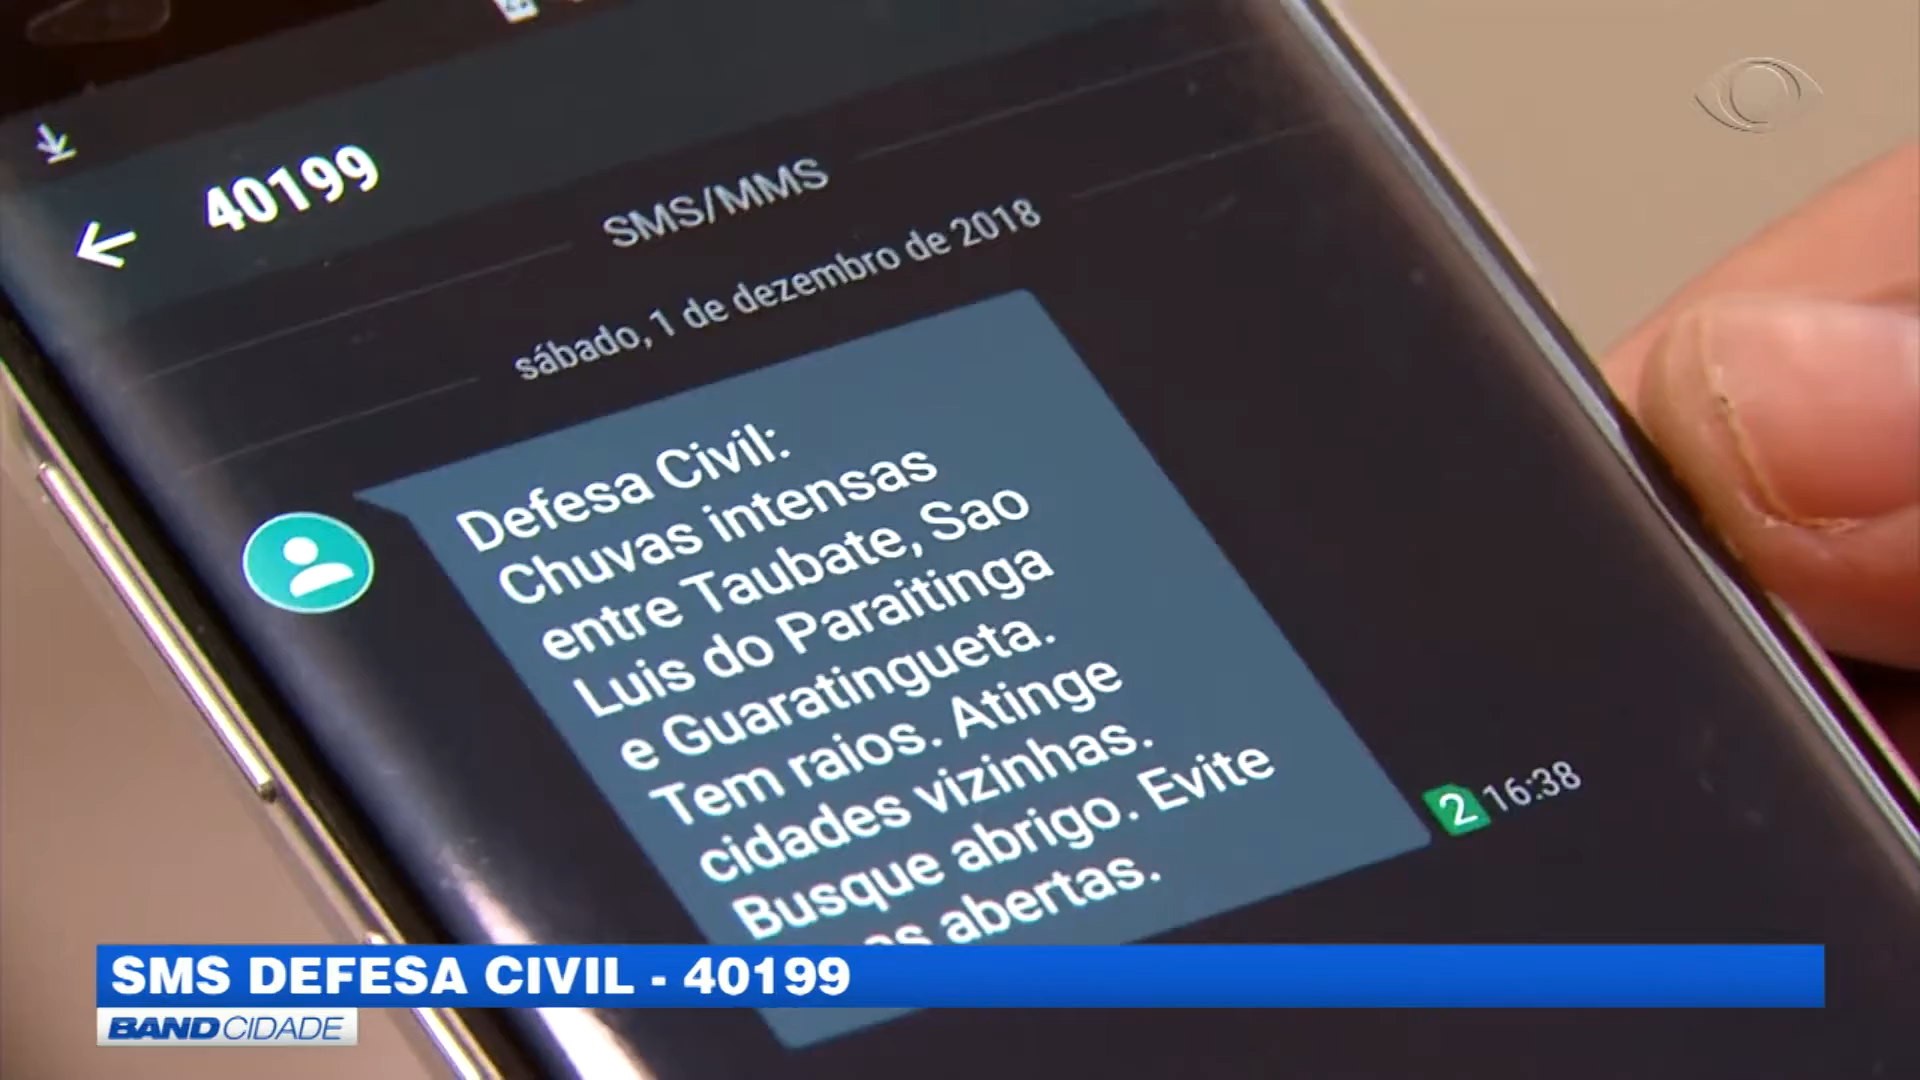 40199
SMS/MMS
sábado, 1 de dezembro de 2018
Defesa Civil:
Chuvas intensas
entre Taubate, Sao
Luis do Paraitinga
e Guaratingueta.
Tem raios. Atinge
cidades vizinhas.
Busque abrigo. Evite
abertas.
2 16:38
SMS DEFESA CIVIL - 40199
BAND CIDADE